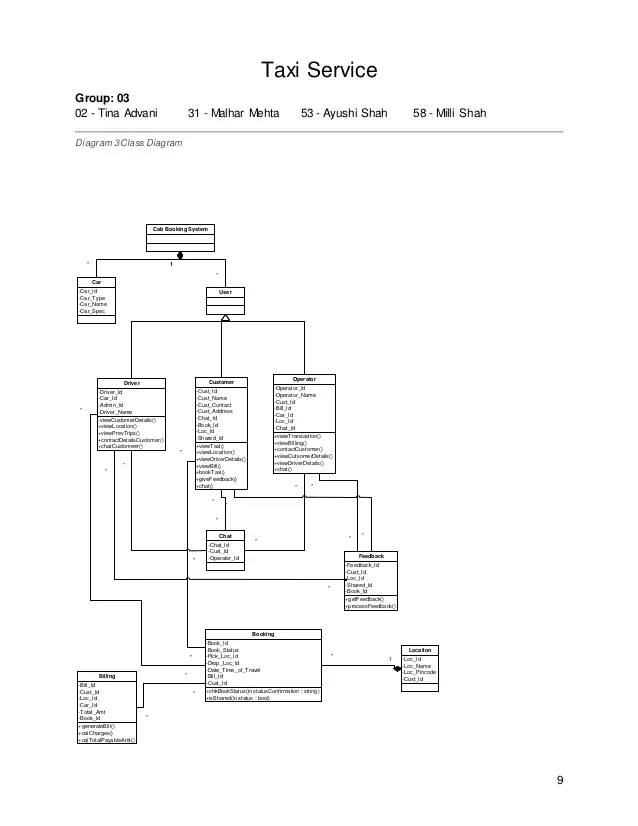 Taxi Service
Group: 03
02 - Tina Advani 31 - Malhar Mehta 53 - Ayushi Shah 58 - Milli Shah
Diagram 3Class Diagram
Cab Booking System
1
*
*
Car
-Car_Id
-Car_Type
-Car_Name
-Car_Spec
User
Driver
-Driver_Id
-Car_Id
-Admin_Id
-Driver_Name
-viewCustomerDetails()
+viewLocation()
+viewPrevTrips()
+contactDetailsCustomer()
+chatCustomeer()
Customer
-Cust_Id
-Cust_Name
-Cust_Contact
-Cust_Address
-Chat_Id
-Book_Id
-Loc_Id
-Shared_Id
+viewTaxi()
+viewLocation()
+viewDriverDetails()
+viewBill()
+bookTaxi()
+giveFeedback()
+chat()
Operator
-Operator_Id
-Operator_Name
-Cust_Id
-Bill_Id
-Car_Id
-Loc_Id
-Chat_Id
+viewTransaction()
+viewBilling()
+contactCustomer()
+viewCutsomerDetails()
+viewDriverDetails()
+chat()
Chat
-Chat_Id
-Cust_Id
-Operator_Id
Feedback
-Feedback_Id
-Cust_Id
-Loc_Id
-Shared_Id
-Book_Id
+getFeedback()
+processFeedback()
Booking
-Book_Id
-Book_Status
-Pick_Loc_Id
-Drop_Loc_Id
-Date_Time_of_Travel
-Bill_Id
-Cust_Id
+chkBookStatus(in statusConfirmation : string)
+isShared(in status : bool)
1
Location
-Loc_Id
-Loc_Name
-Loc_Pincode
-Cust_Id
Billing
-Bill_Id
-Cust_Id
-Loc_Id
-Car_Id
-Total_Amt
-Book_Id
+generateBill()
+calCharges()
+calTotalPayableAmt()
9